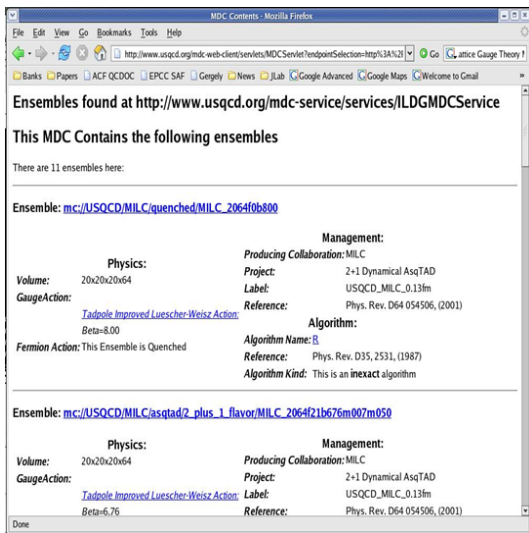 MDC Contents - Mozilla Firefox
File Edit View Go Bookmarks Tools Help
http://www.usqcd.org/mdc-web-client/servlets/MDCServlet?endpointSelection=http%3A%2F Go attice Gauge Theory
Banks Papers ACF QCDOC EPCC SAF Gergely News JLab Google Advanced Google Maps Welcome to Gmail »
Ensembles found at http://www.usqcd.org/mdc-service/services/ILDGMDCService
This MDC Contains the following ensembles
There are 11 ensembles here:
Ensemble: mc://USQCD/MILC/quenched/MILC_2064f0b800
Physics:
Volume: 20x20x20x64
GaugeAction:
Tadpole Improved Luescher-Weisz Action:
Beta=8.00
Fermion Action: This Ensemble is Quenched
Management:
Producing Collaboration: MILC
Project: 2+1 Dynamical AsqTAD
Label: USQCD_MILC_0.13fm
Reference: Phys. Rev. D64 054506, (2001)
Algorithm:
Algorithm Name: R
Reference: Phys. Rev. D35, 2531, (1987)
Algorithm Kind: This is an inexact algorithm
Ensemble: mc://USQCD/MILC/asqtad/2_plus_1_flavor/MILC_2064f21b676m007m050
Physics:
Volume: 20x20x20x64
GaugeAction:
Tadpole Improved Luescher-Weisz Action:
Beta=6.76
Management:
Producing Collaboration: MILC
Project: 2+1 Dynamical AsqTAD
Label: USQCD_MILC_0.13fm
Reference: Phys. Rev. D64 054506, (2001)
Done